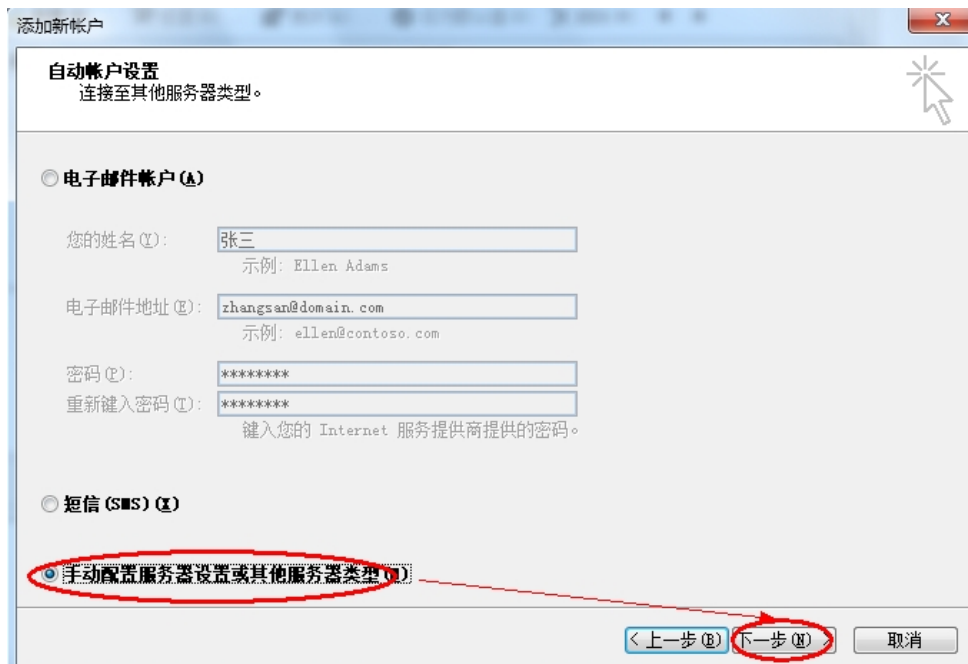 添加新帐户
自动帐户设置
连接至其他服务器类型。
电子邮件帐户(A)
您的姓名(Y): 张三
示例: Ellen Adams
电子邮件地址(E): zhangsan@domain.com
示例: ellen@contoso.com
密码(P): ********
重新键入密码(T): ********
键入您的 Internet 服务提供商提供的密码。
短信(SMS)(X)
手动配置服务器设置或其他服务器类型(M)
< 上一步(B) 下一步(N) > 取消